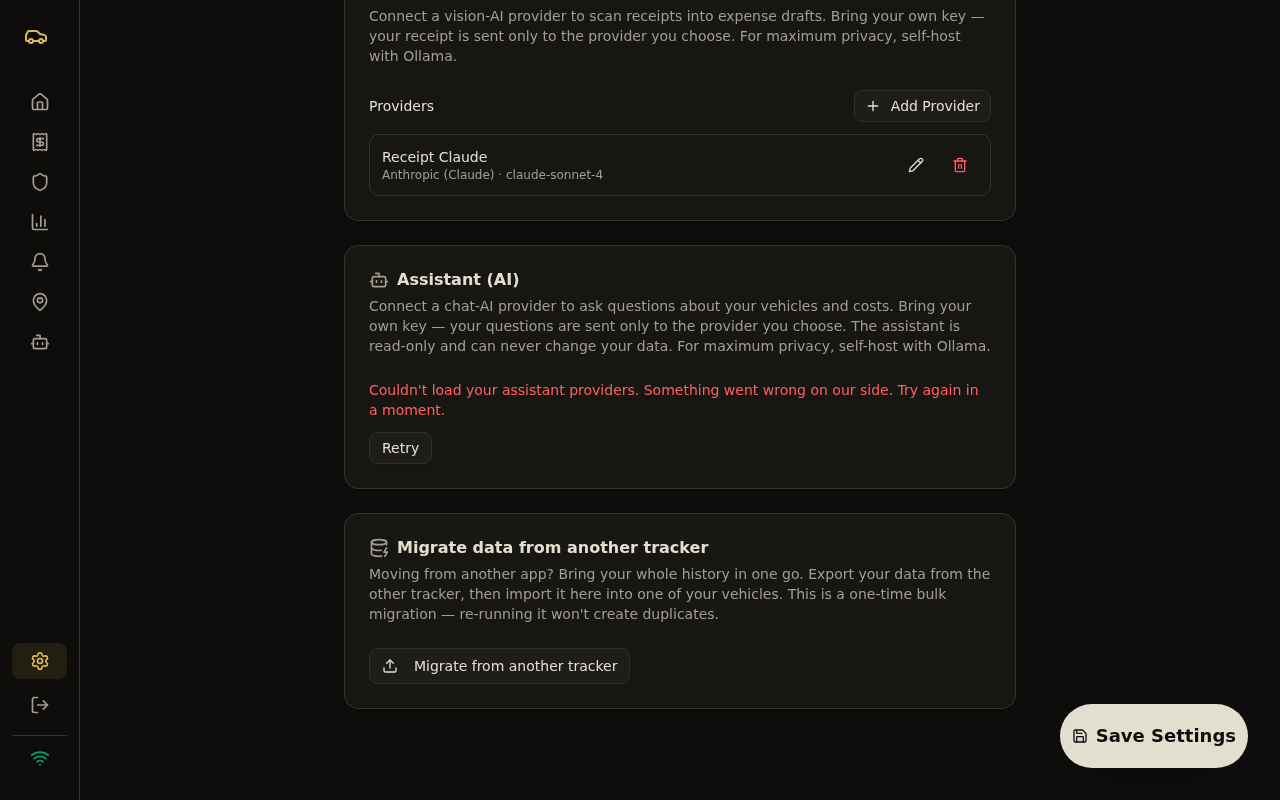 Connect a vision-AI provider to scan receipts into expense drafts. Bring your own key —
your receipt is sent only to the provider you choose. For maximum privacy, self-host
with Ollama.
Providers
Add Provider
Receipt Claude
Anthropic (Claude) · claude-sonnet-4
Assistant (AI)
Connect a chat-AI provider to ask questions about your vehicles and costs. Bring your
own key — your questions are sent only to the provider you choose. The assistant is
read-only and can never change your data. For maximum privacy, self-host with Ollama.
Couldn't load your assistant providers. Something went wrong on our side. Try again in
a moment.
Retry
Migrate data from another tracker
Moving from another app? Bring your whole history in one go. Export your data from the
other tracker, then import it here into one of your vehicles. This is a one-time bulk
migration — re-running it won't create duplicates.
Migrate from another tracker
Save Settings